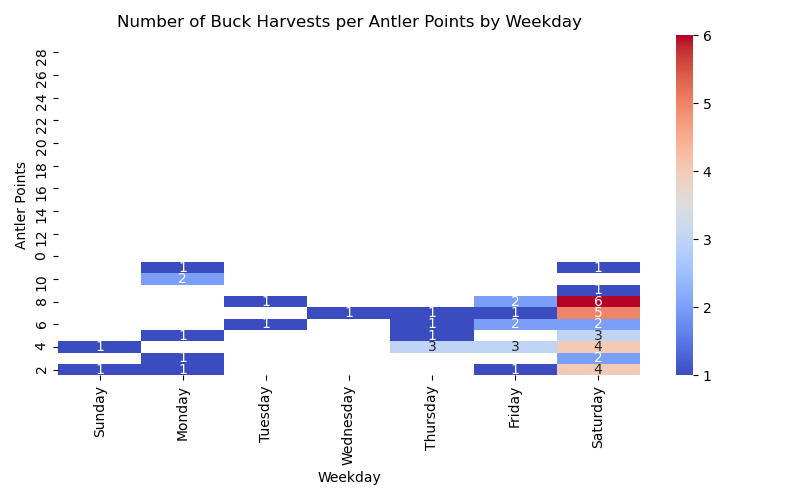 Number of Buck Harvests per Antler Points by Weekday
Antler Points
28
26
24
22
20
18
16
14
12
0
10
8
6
4
2
1 1
2
1
1 2 6
1 1 1 5
1 1 2 2
1 1 3
1 3 3 4
1 2
1 1 1 4
Sunday Monday Tuesday Wednesday Thursday Friday Saturday
Weekday
6
5
4
3
2
1